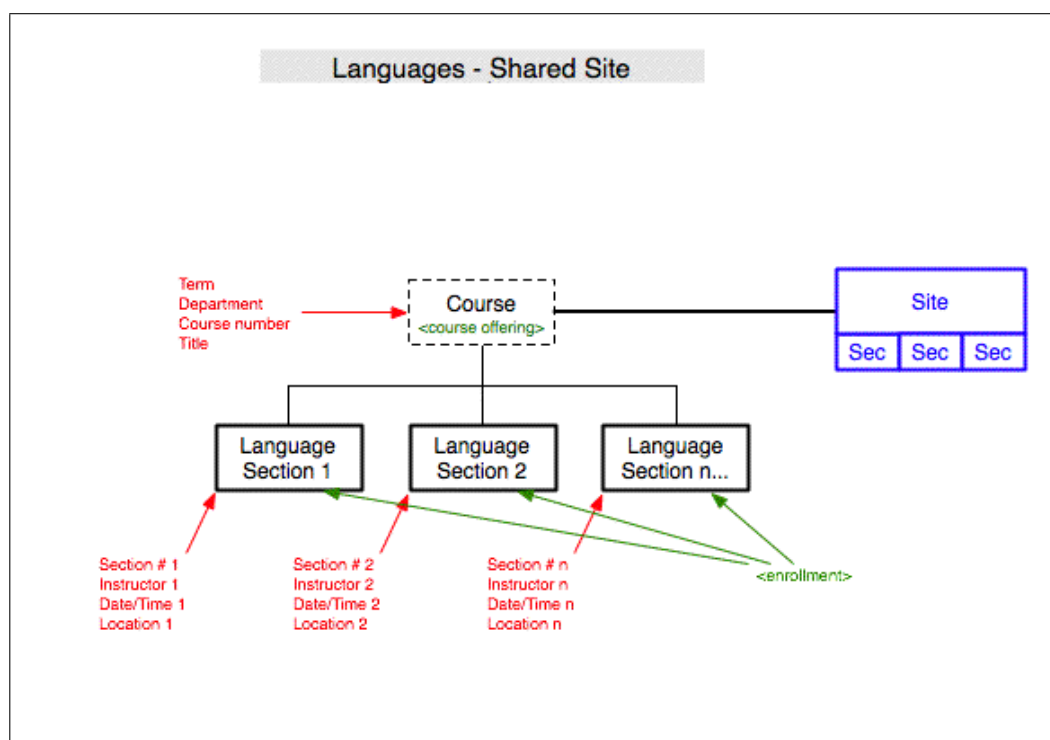 Languages - Shared Site
Term
Department
Course number
Title
Course
<course offering>
Site
Sec Sec Sec
Language
Section 1
Language
Section 2
Language
Section n...
Section # 1
Instructor 1
Date/Time 1
Location 1
Section # 2
Instructor 2
Date/Time 2
Location 2
Section # n
Instructor n
Date/Time n
Location n
<enrollment>